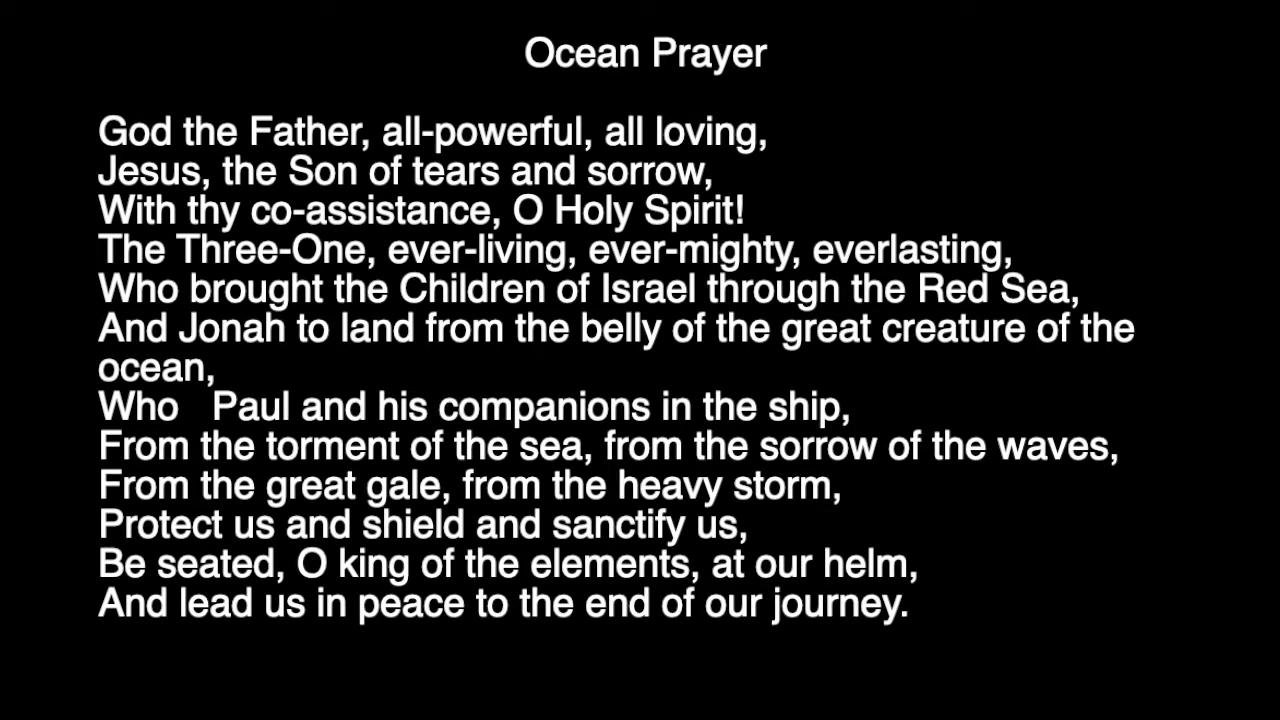 Ocean Prayer
God the Father, all-powerful, all loving,
Jesus, the Son of tears and sorrow,
With thy co-assistance, O Holy Spirit!
The Three-One, ever-living, ever-mighty, everlasting,
Who brought the Children of Israel through the Red Sea,
And Jonah to land from the belly of the great creature of the
ocean,
Who   Paul and his companions in the ship,
From the torment of the sea, from the sorrow of the waves,
From the great gale, from the heavy storm,
Protect us and shield and sanctify us,
Be seated, O king of the elements, at our helm,
And lead us in peace to the end of our journey.